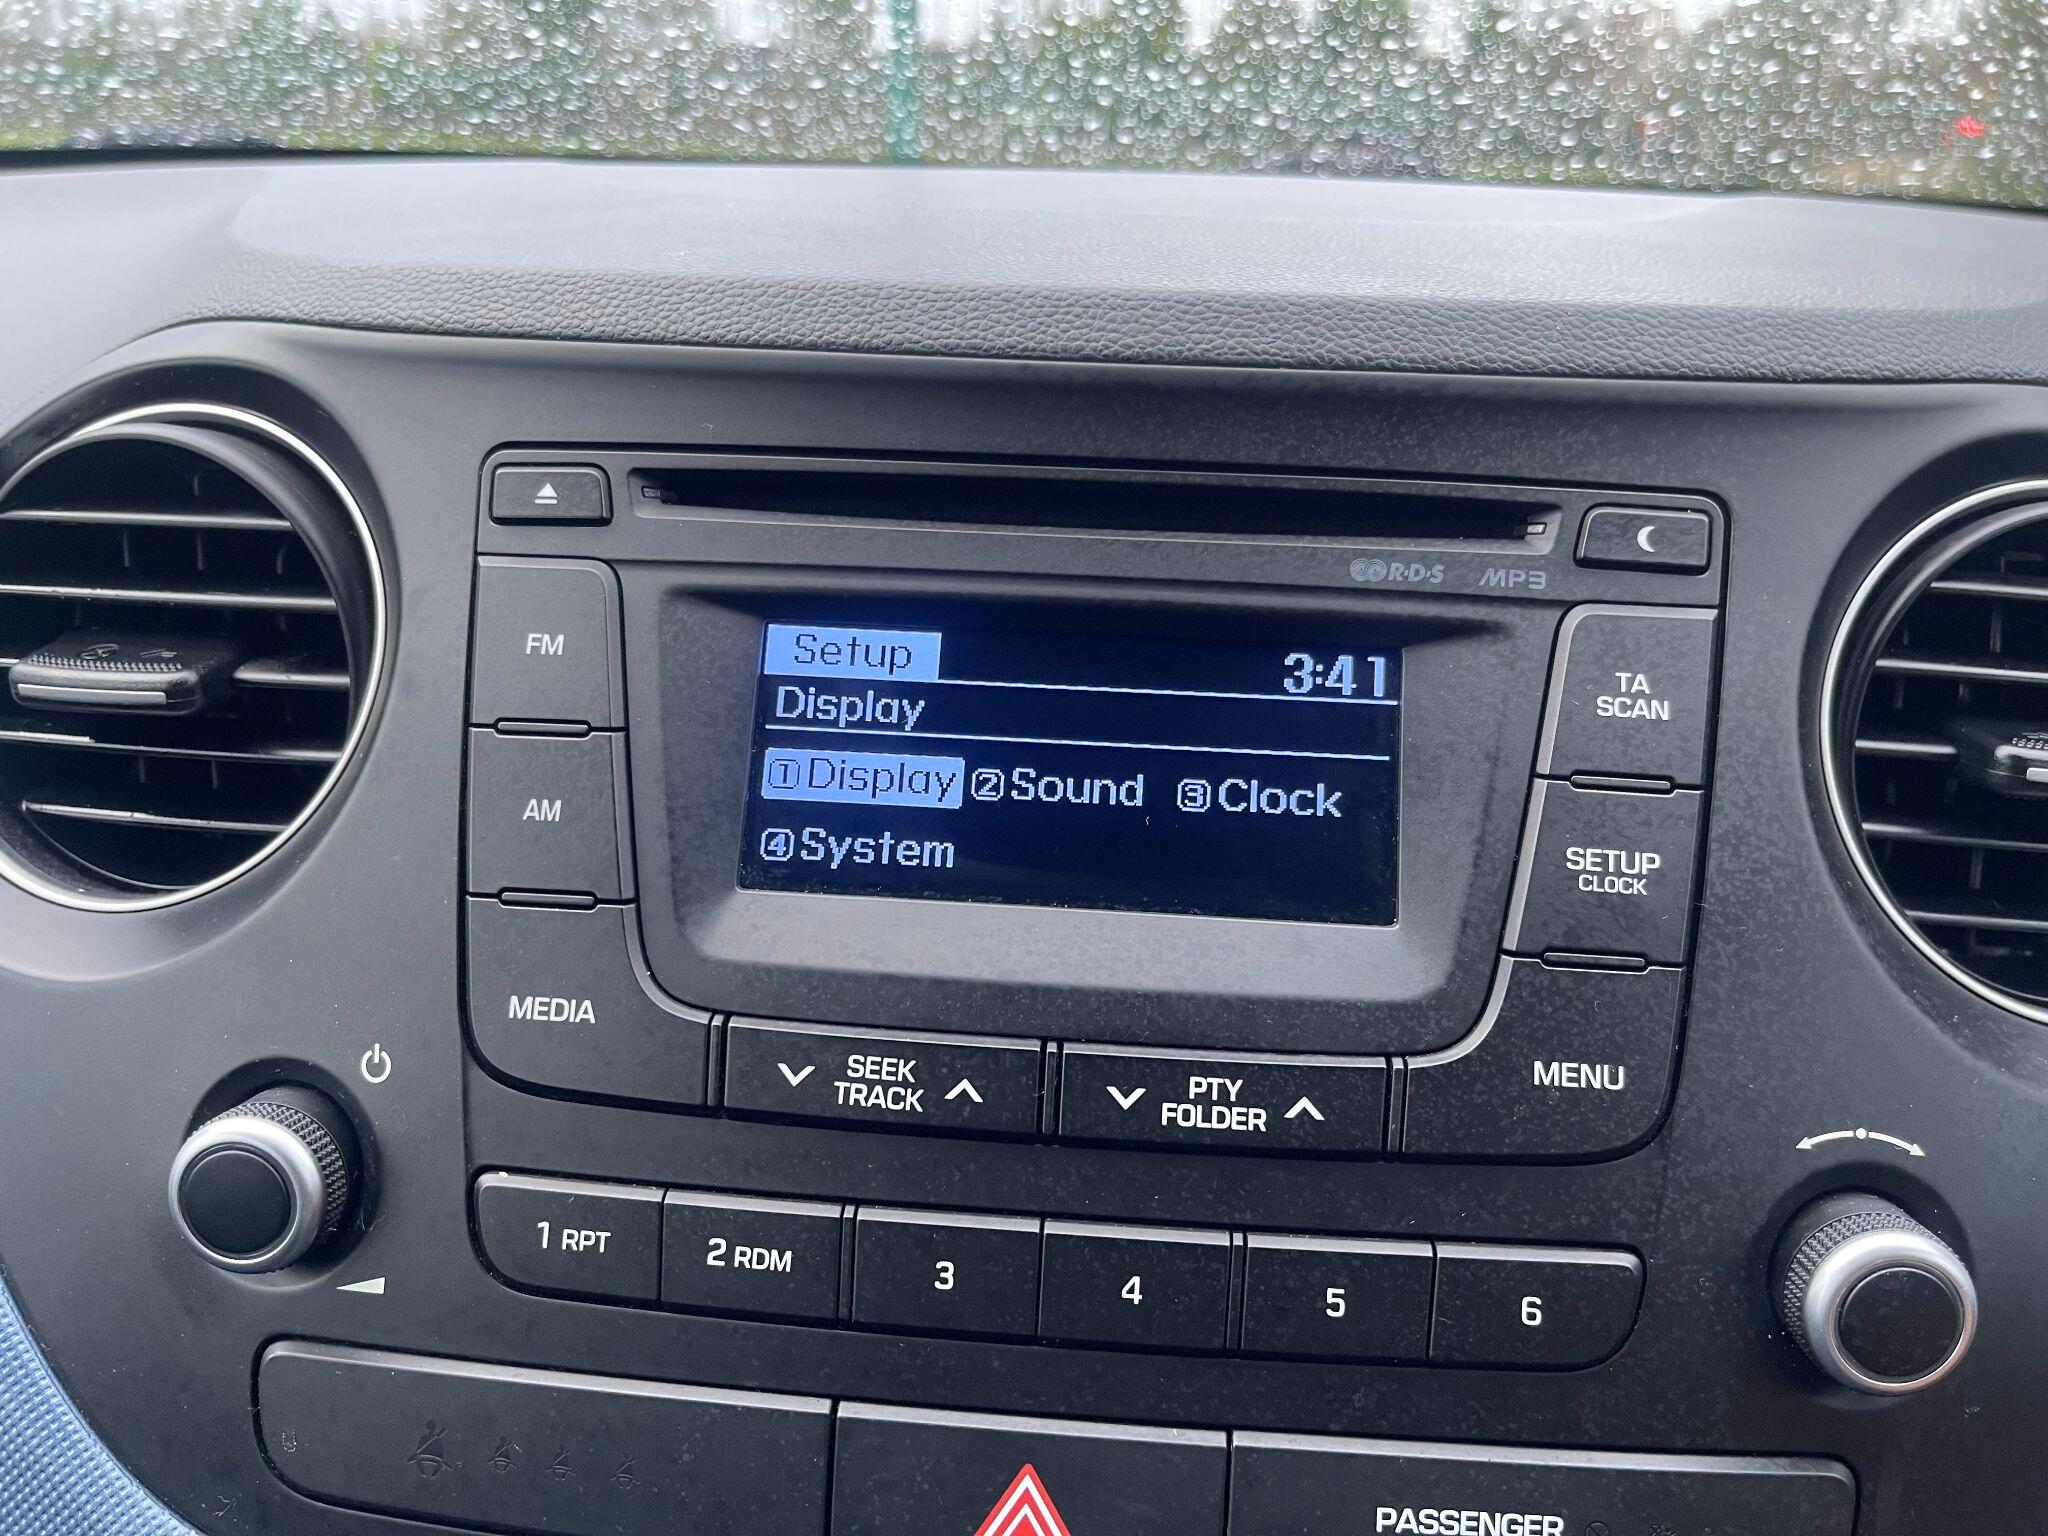 R·D·S MP3
FM
Setup 3:41
TA
SCAN
Display
①Display ②Sound ③Clock
AM
④System
SETUP
CLOCK
MEDIA
SEEK
TRACK
PTY
FOLDER
MENU
1 RPT 2 RDM 3 4 5 6
PASSENGER